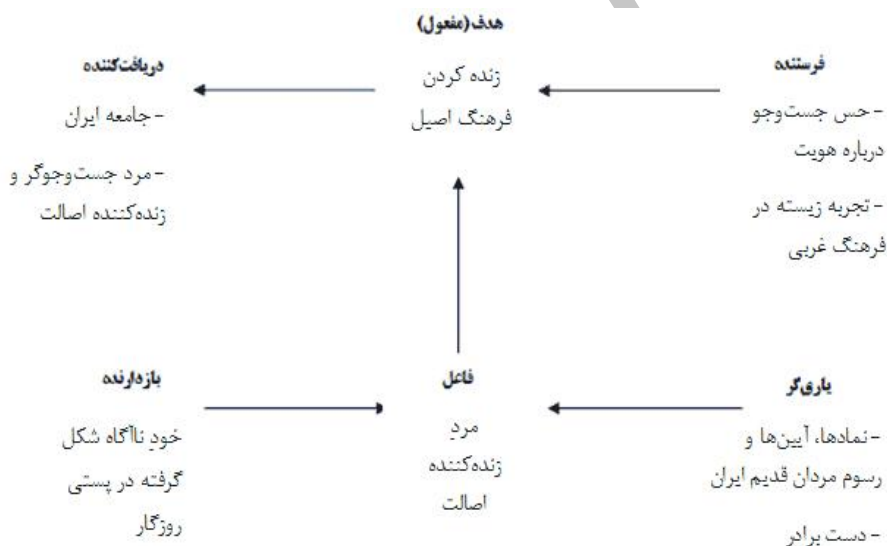 هدف(مفعول)
زنده کردن
فرهنگ اصیل
فرستنده
-حس جست‌وجو
درباره هویت
-تجربه زیسته در
فرهنگ غربی
دریافت‌کننده
-جامعه ایران
-مرد جست‌وجوگر و
زنده‌کننده اصالت
یاری‌گر
-نمادها، آیین‌ها و
رسوم مردان قدیم ایران
-دست برادر
فاعل
مردِ
زنده‌کننده
اصالت
بازدارنده
خودِ ناآگاه شکل
گرفته در پستی
روزگار